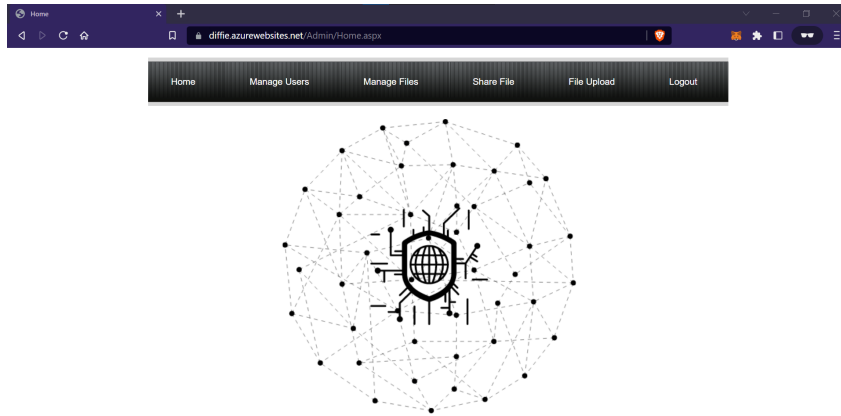 Home
diffie.azurewebsites.net/Admin/Home.aspx
Home Manage Users Manage Files Share File File Upload Logout